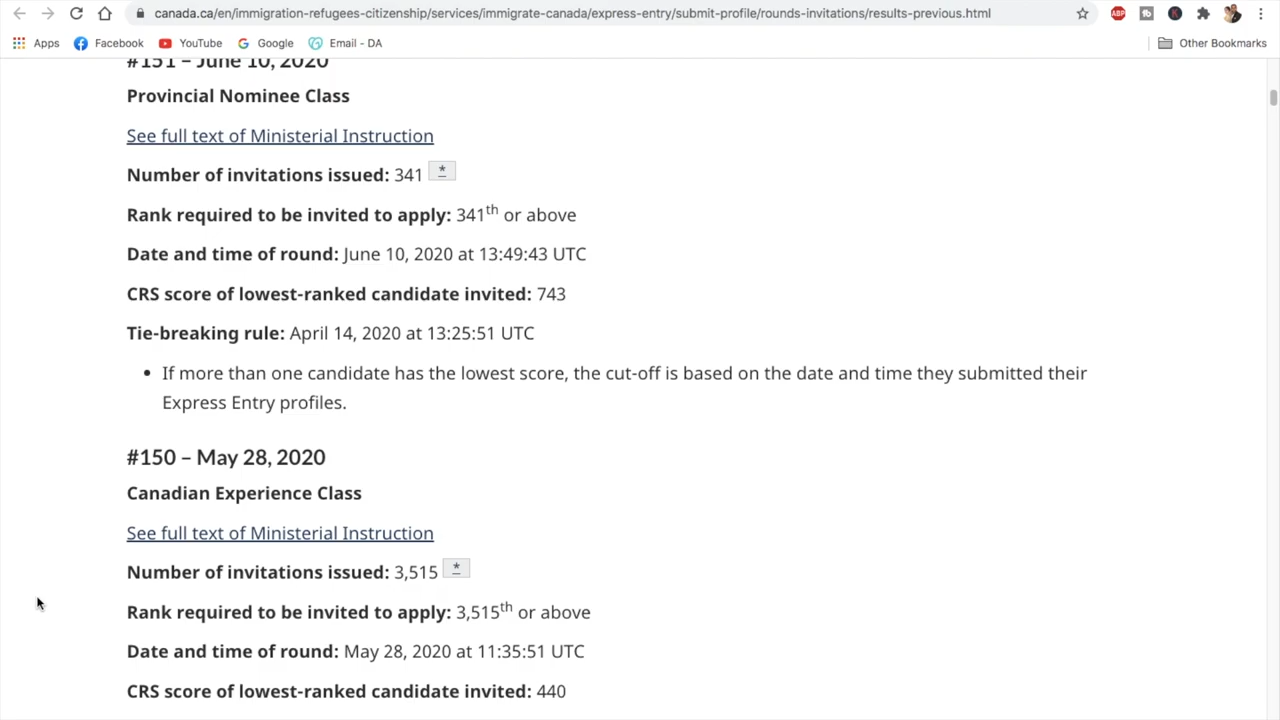 canada.ca/en/immigration-refugees-citizenship/services/immigrate-canada/express-entry/submit-profile/rounds-invitations/results-previous.html
ABP
K
Apps Facebook YouTube Google Email - DA Other Bookmarks
#151 – June 10, 2020
Provincial Nominee Class
See full text of Ministerial Instruction
Number of invitations issued: 341 *
Rank required to be invited to apply: 341th or above
Date and time of round: June 10, 2020 at 13:49:43 UTC
CRS score of lowest-ranked candidate invited: 743
Tie-breaking rule: April 14, 2020 at 13:25:51 UTC
• If more than one candidate has the lowest score, the cut-off is based on the date and time they submitted their
Express Entry profiles.
#150 – May 28, 2020
Canadian Experience Class
See full text of Ministerial Instruction
Number of invitations issued: 3,515 *
Rank required to be invited to apply: 3,515th or above
Date and time of round: May 28, 2020 at 11:35:51 UTC
CRS score of lowest-ranked candidate invited: 440